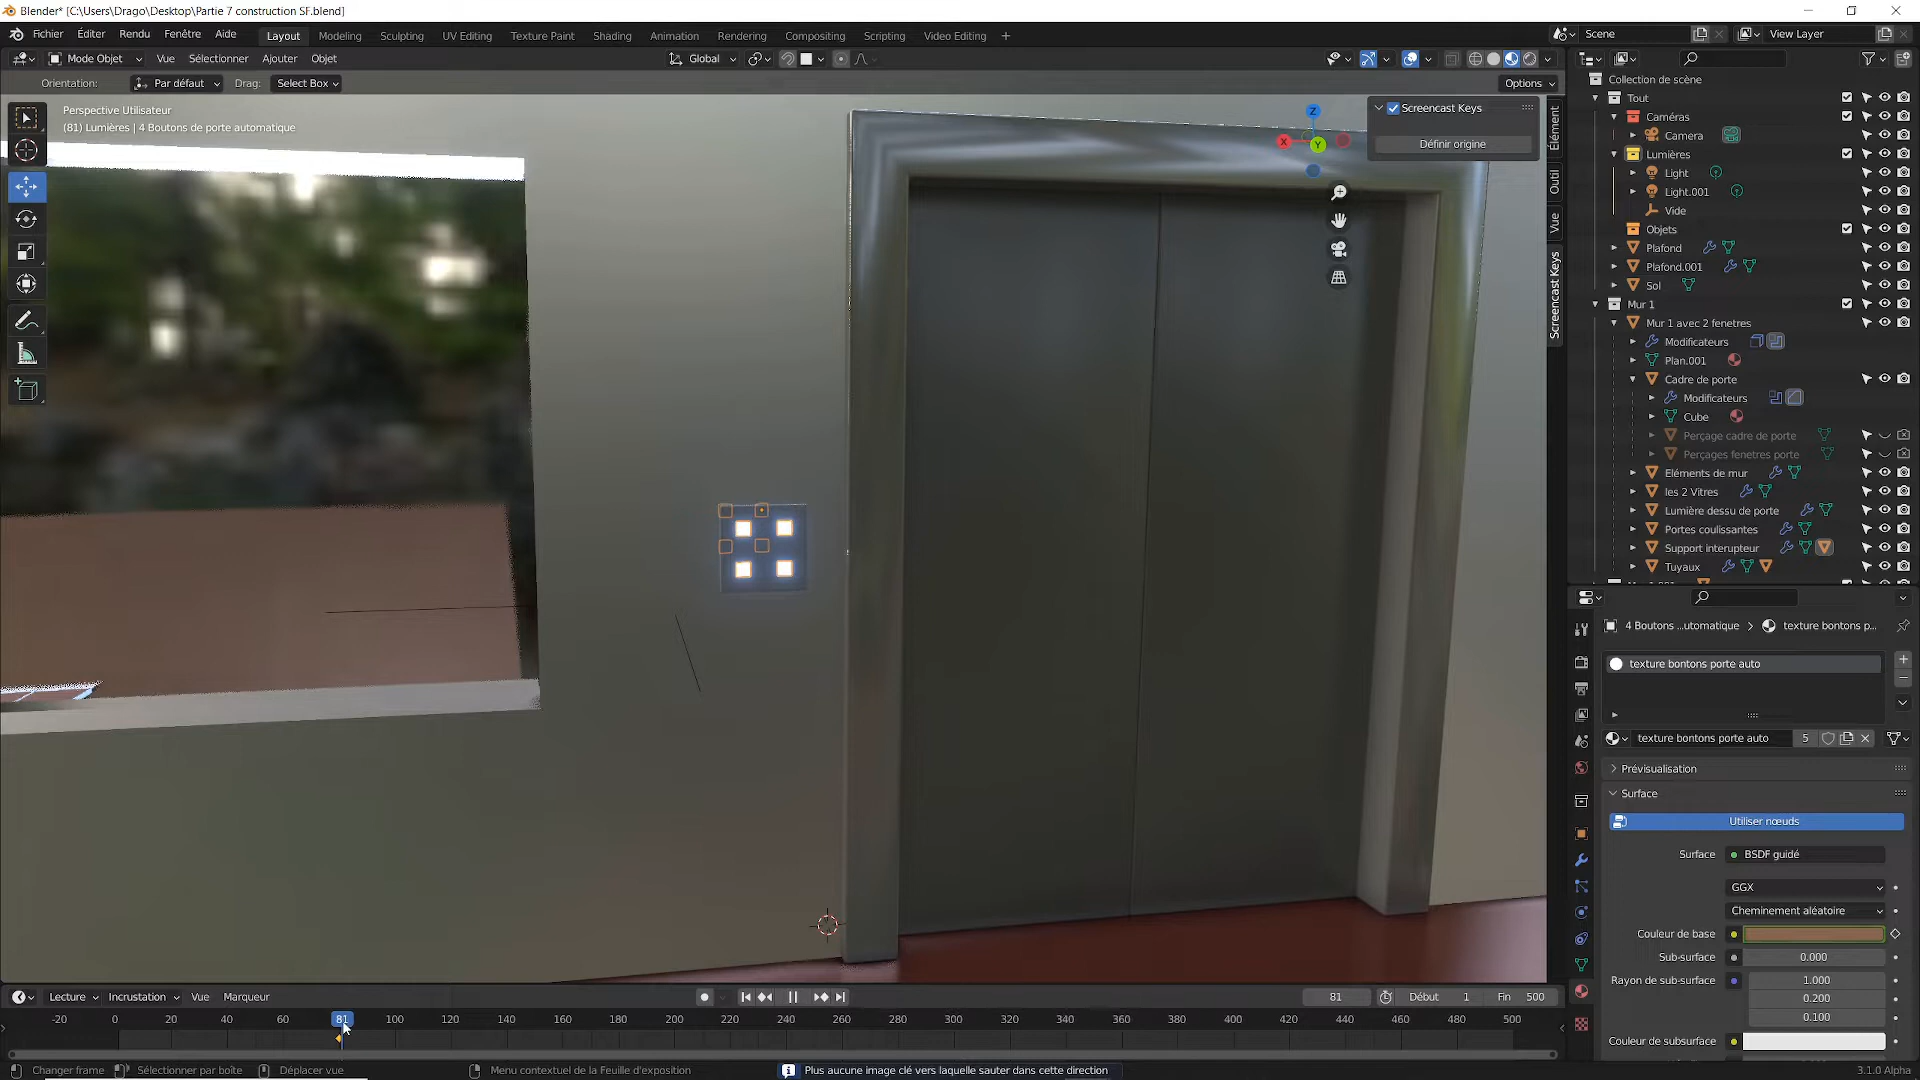 Blender* [C:\Users\Drago\Desktop\Partie 7 construction SF.blend]
Fichier Éditer Rendu Fenêtre Aide Layout Modeling Sculpting UV Editing Texture Paint Shading Animation Rendering Compositing Scripting Video Editing + Scene View Layer
Mode Objet Vue Sélectionner Ajouter Objet Global
Orientation: Par défaut Drag: Select Box Options
Perspective Utilisateur
(81) Lumières | 4 Boutons de porte automatique
Screencast Keys
Définir origine
Z
X
Y
Elément
Outil
Vue
Screencast Keys
Collection de scène
Tout
Caméras
Camera
Lumières
Light
Light.001
Vide
Objets
Plafond
Plafond.001
Sol
Mur 1
Mur 1 avec 2 fenetres
Modificateurs
Plan.001
Cadre de porte
Modificateurs
Cube
Perçage cadre de porte
Perçages fenetres porte
Eléments de mur
les 2 Vitres
Lumière dessu de porte
Portes coulissantes
Support interupteur
Tuyaux
4 Boutons ...utomatique > texture bontons p...
texture bontons porte auto
texture bontons porte auto 5
Prévisualisation
Surface
Utiliser nœuds
Surface BSDF guidé
GGX
Cheminement aléatoire
Couleur de base
Sub-surface 0.000
Rayon de sub-surface 1.000
0.200
0.100
Couleur de subsurface
Lecture Incrustation Vue Marqueur 81 Début 1 Fin 500
-20 0 20 40 60 81 100 120 140 160 180 200 220 240 260 280 300 320 340 360 380 400 420 440 460 480 500
Changer frame Sélectionner par boîte Déplacer vue Menu contextuel de la Feuille d'exposition Plus aucune image clé vers laquelle sauter dans cette direction 3.1.0 Alpha